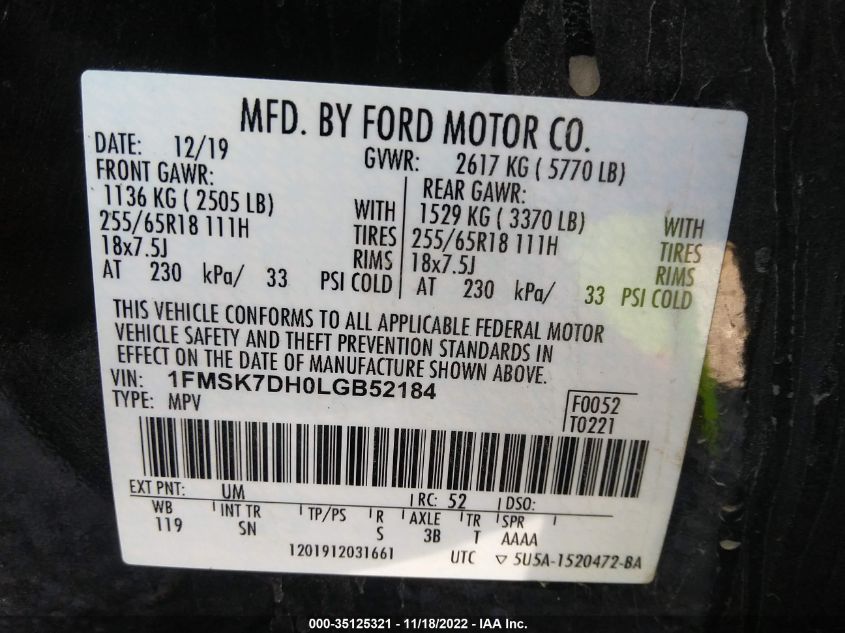 MFD. BY FORD MOTOR CO.
DATE: 12/19 GVWR: 2617 KG ( 5770 LB)
FRONT GAWR: REAR GAWR:
1136 KG ( 2505 LB) WITH 1529 KG ( 3370 LB) WITH
255/65R18 111H TIRES 255/65R18 111H TIRES
18x7.5J RIMS 18x7.5J RIMS
AT 230 kPa/ 33 PSI COLD AT 230 kPa/ 33 PSI COLD
THIS VEHICLE CONFORMS TO ALL APPLICABLE FEDERAL MOTOR
VEHICLE SAFETY AND THEFT PREVENTION STANDARDS IN
EFFECT ON THE DATE OF MANUFACTURE SHOWN ABOVE.
VIN: 1FMSK7DH0LGB52184
TYPE: MPV F0052
T0221
EXT PNT: UM RC: 52 DSO:
WB INT TR TP/PS R AXLE TR SPR
119 SN S 3B T AAAA
1201912031661 UTC ▽ 5U5A-1520472-BA
000-35125321 - 11/18/2022 - IAA Inc.